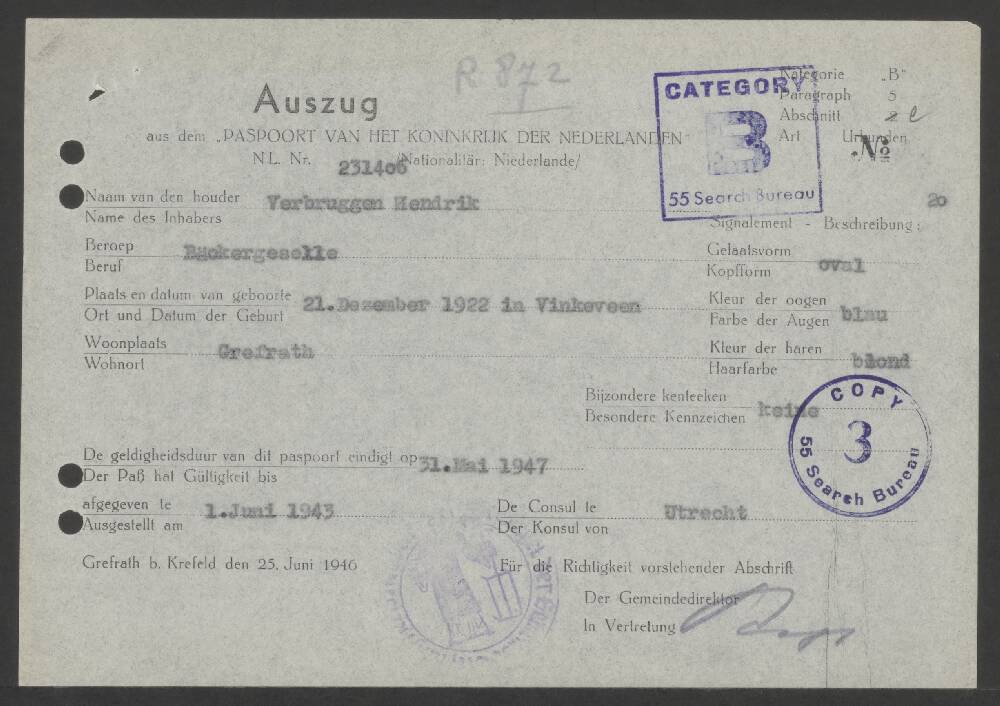 R 872
1
Auszug
aus dem „PASPOORT VAN HET KONINKRIJK DER NEDERLANDEN"
NL. Nr. 231406 /Nationalitär: Niederlande/
CATEGORY
3
55 Search Bureau
Kategorie „B"
Paragraph 5
Abschnitt 2 e
Art Urkunden
Nº
20
Naam van den houder
Name des Inhabers
Verbruggen Hendrik
Beroep
Beruf
Bäckergeselle
Plaats en datum van geboorte
Ort und Datum der Geburt
21.Dezember 1922 in Vinkeveen
Woonplaats
Wohnort
Grefrath
Signalement - Beschreibung:
Gelaatsvorm
Kopfform
oval
Kleur der oogen
Farbe der Augen
blau
Kleur der haren
Haarfarbe
blond
Bijzondere kenteeken
Besondere Kennzeichen
keine
COPY
3
55 Search Bureau
De geldigheidsduur van dit paspoort eindigt op
Der Paß hat Gültigkeit bis
31.Mai 1947
afgegeven te
Ausgestellt am
1.Juni 1943
De Consul te
Der Konsul von
Utrecht
Grefrath b. Krefeld den 25. Juni 1946
Für die Richtigkeit vorstehender Abschrift
Der Gemeindedirektor
In Vertretung